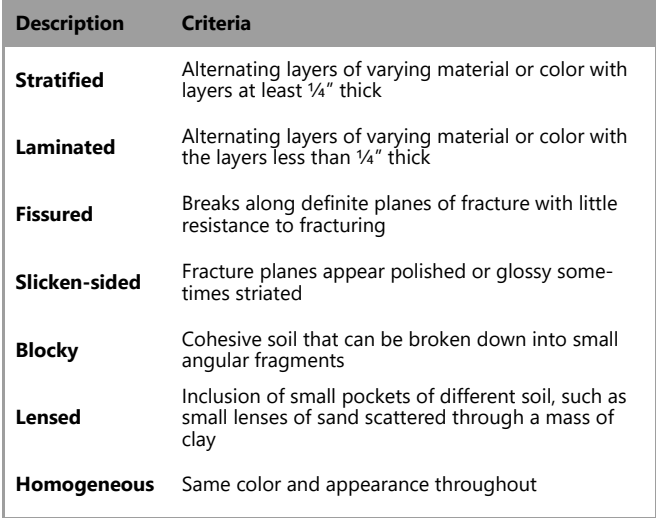 Description Criteria
Stratified Alternating layers of varying material or color with
layers at least ¼” thick
Laminated Alternating layers of varying material or color with
the layers less than ¼” thick
Fissured Breaks along definite planes of fracture with little
resistance to fracturing
Slicken-sided Fracture planes appear polished or glossy some-
times striated
Blocky Cohesive soil that can be broken down into small
angular fragments
Lensed Inclusion of small pockets of different soil, such as
small lenses of sand scattered through a mass of
clay
Homogeneous Same color and appearance throughout